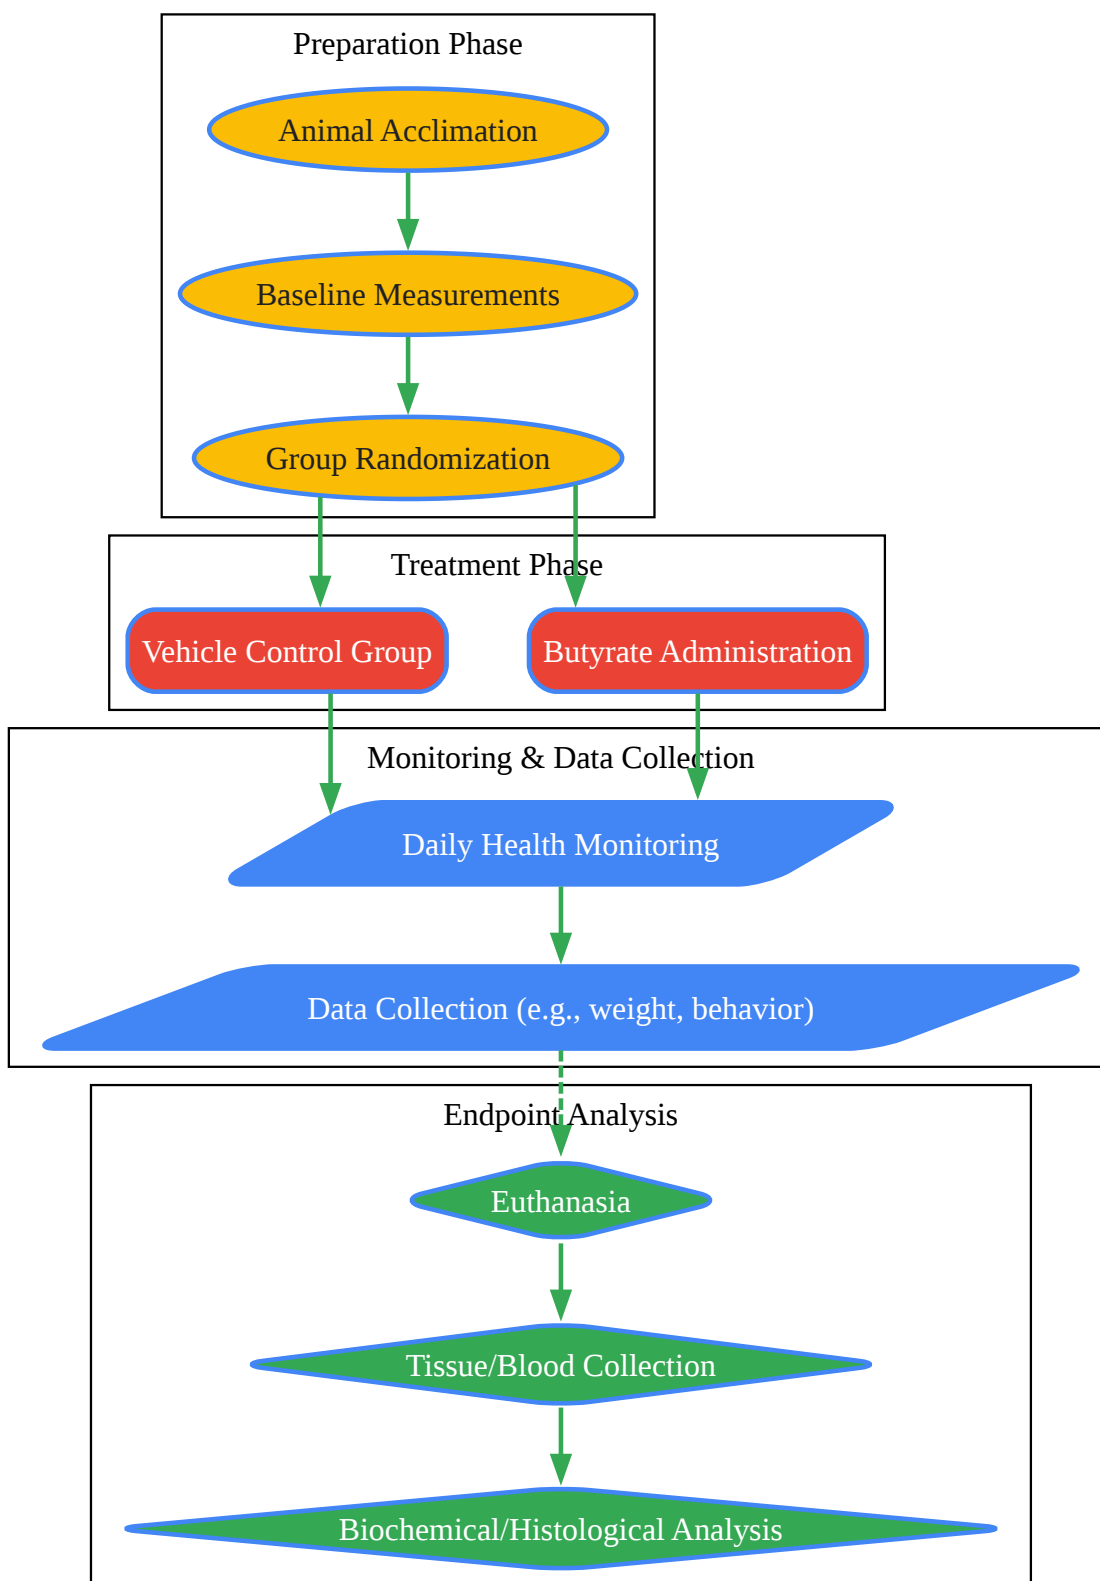 Preparation Phase
Animal Acclimation
Baseline Measurements
Group Randomization
Treatment Phase
Vehicle Control Group
Butyrate Administration
Monitoring & Data Collection
Daily Health Monitoring
Data Collection (e.g., weight, behavior)
Endpoint Analysis
Euthanasia
Tissue/Blood Collection
Biochemical/Histological Analysis